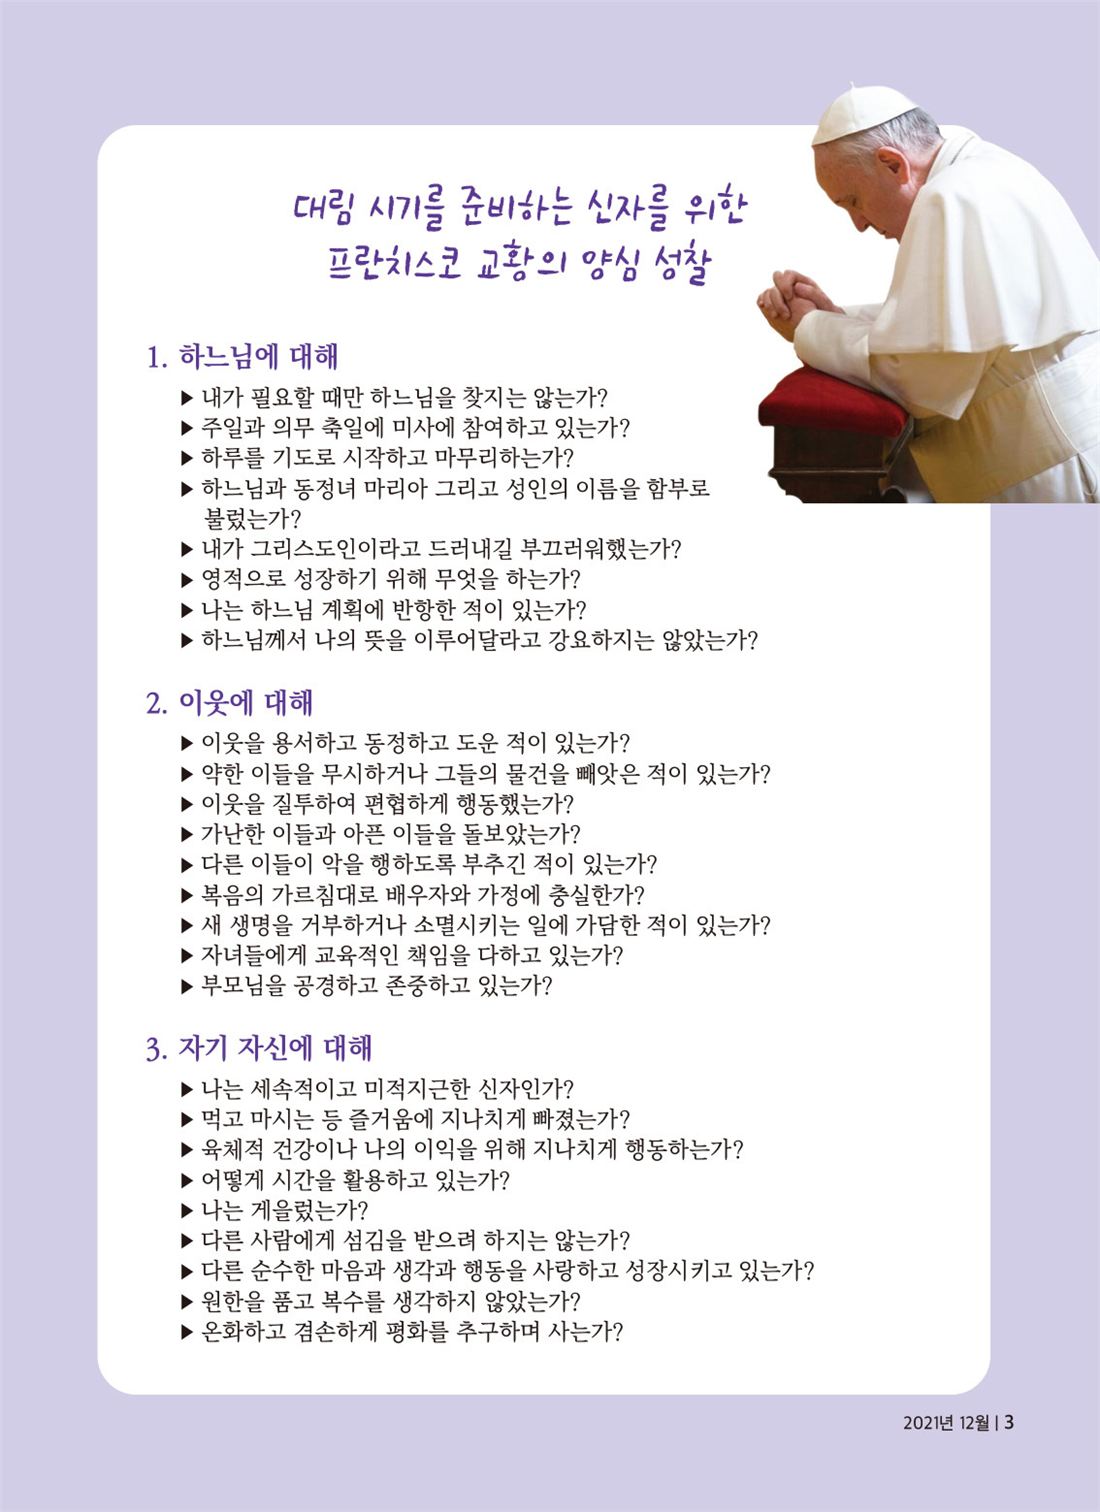 대림 시기를 준비하는 신자를 위한
프란치스코 교황의 양심 성찰
1. 하느님에 대해
▶ 내가 필요할 때만 하느님을 찾지는 않는가?
▶ 주일과 의무 축일에 미사에 참여하고 있는가?
▶ 하루를 기도로 시작하고 마무리하는가?
▶ 하느님과 동정녀 마리아 그리고 성인의 이름을 함부로
불렀는가?
▶ 내가 그리스도인이라고 드러내길 부끄러워했는가?
▶ 영적으로 성장하기 위해 무엇을 하는가?
▶ 나는 하느님 계획에 반항한 적이 있는가?
▶ 하느님께서 나의 뜻을 이루어달라고 강요하지는 않았는가?
2. 이웃에 대해
▶ 이웃을 용서하고 동정하고 도운 적이 있는가?
▶ 약한 이들을 무시하거나 그들의 물건을 빼앗은 적이 있는가?
▶ 이웃을 질투하여 편협하게 행동했는가?
▶ 가난한 이들과 아픈 이들을 돌보았는가?
▶ 다른 이들이 악을 행하도록 부추긴 적이 있는가?
▶ 복음의 가르침대로 배우자와 가정에 충실한가?
▶ 새 생명을 거부하거나 소멸시키는 일에 가담한 적이 있는가?
▶ 자녀들에게 교육적인 책임을 다하고 있는가?
▶ 부모님을 공경하고 존중하고 있는가?
3. 자기 자신에 대해
▶ 나는 세속적이고 미적지근한 신자인가?
▶ 먹고 마시는 등 즐거움에 지나치게 빠졌는가?
▶ 육체적 건강이나 나의 이익을 위해 지나치게 행동하는가?
▶ 어떻게 시간을 활용하고 있는가?
▶ 나는 게을렀는가?
▶ 다른 사람에게 섬김을 받으려 하지는 않는가?
▶ 다른 순수한 마음과 생각과 행동을 사랑하고 성장시키고 있는가?
▶ 원한을 품고 복수를 생각하지 않았는가?
▶ 온화하고 겸손하게 평화를 추구하며 사는가?
2021년 12월 | 3